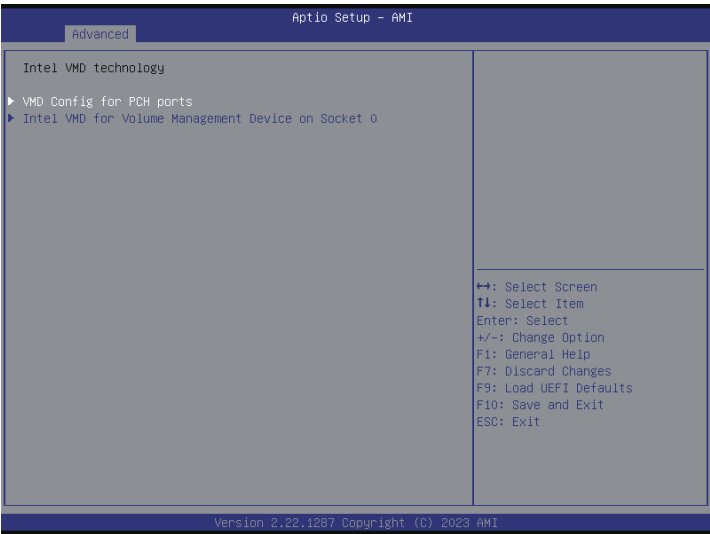 Aptio Setup – AMI
Advanced
Intel VMD technology
VMD Config for PCH ports
Intel VMD for Volume Management Device on Socket 0
↔: Select Screen
↑↓: Select Item
Enter: Select
+/-: Change Option
F1: General Help
F7: Discard Changes
F9: Load UEFI Defaults
F10: Save and Exit
ESC: Exit
Version 2.22.1287 Copyright (C) 2023 AMI